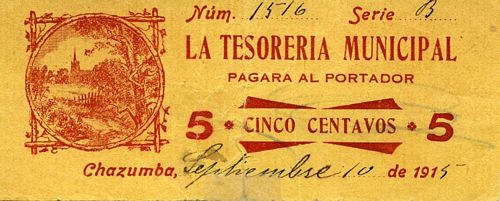 Núm. 1516 Serie B
LA TESORERIA MUNICIPAL
PAGARA AL PORTADOR
5 * CINCO CENTAVOS * 5
Chazumba, Septiembre 10 de 1915